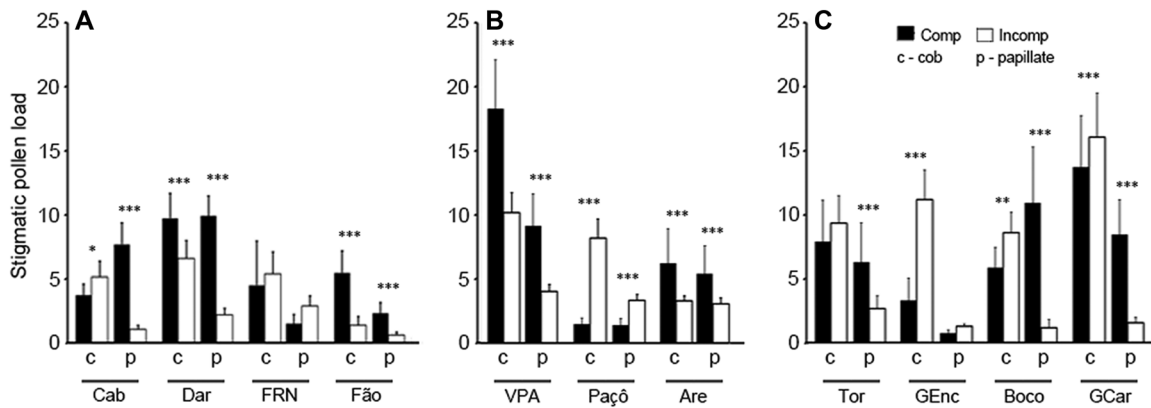 A
B
C
Stigmatic pollen load
25
20
15
10
5
0
* *** *** *** *** ***
c p c p c p c p
Cab Dar FRN Fão
25
20
15
10
5
0
*** *** *** *** *** ***
c p c p c p
VPA Paçô Are
Comp Incomp
c - cob p - papillate
25
20
15
10
5
0
*** *** ** *** *** ***
c p c p c p c p
Tor GEnc Boco GCar